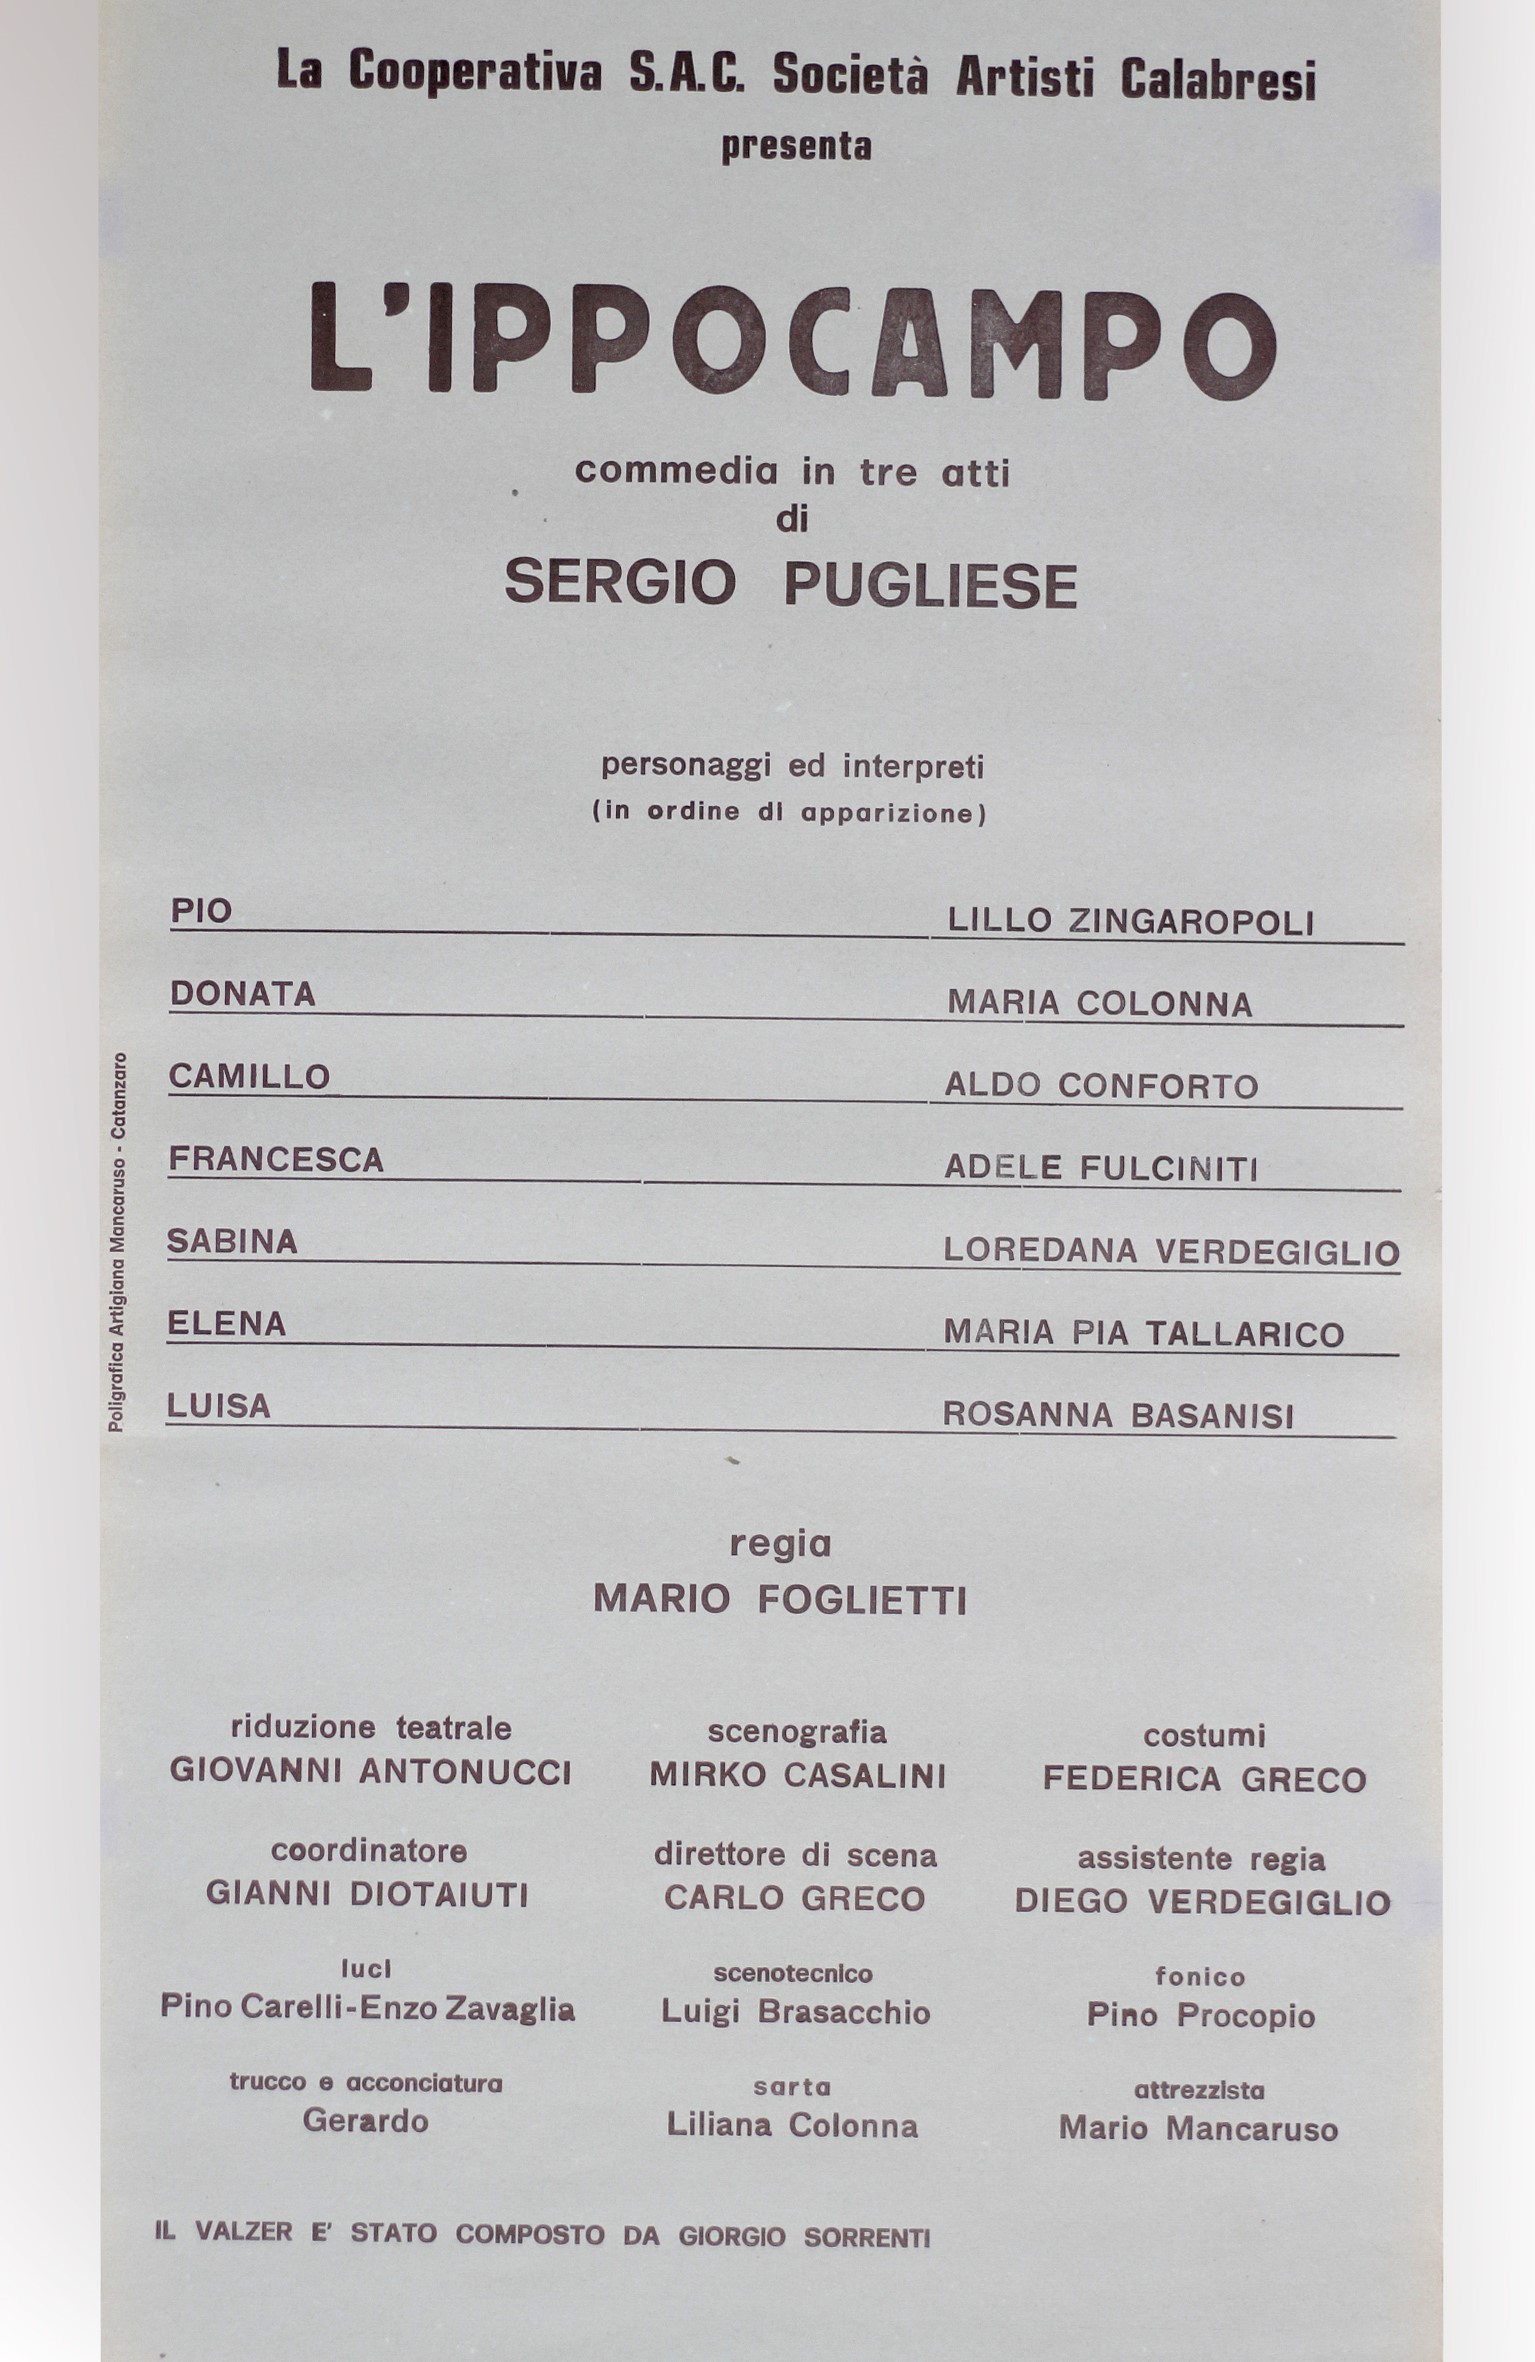 La Cooperativa S.A.C. Società Artisti Calabresi
presenta
L'IPPOCAMPO
commedia in tre atti
di
SERGIO PUGLIESE
personaggi ed interpreti
(in ordine di apparizione)
PIO LILLO ZINGAROPOLI
DONATA MARIA COLONNA
CAMILLO ALDO CONFORTO
FRANCESCA ADELE FULCINITI
SABINA LOREDANA VERDEGIGLIO
ELENA MARIA PIA TALLARICO
LUISA ROSANNA BASANISI
Poligrafica Artigiana Mancaruso - Catanzaro
regia
MARIO FOGLIETTI
riduzione teatrale
GIOVANNI ANTONUCCI
scenografia
MIRKO CASALINI
costumi
FEDERICA GRECO
coordinatore
GIANNI DIOTAIUTI
direttore di scena
CARLO GRECO
assistente regia
DIEGO VERDEGIGLIO
luci
Pino Carelli-Enzo Zavaglia
scenotecnico
Luigi Brasacchio
fonico
Pino Procopio
trucco e acconciatura
Gerardo
sarta
Liliana Colonna
attrezzista
Mario Mancaruso
IL VALZER E' STATO COMPOSTO DA GIORGIO SORRENTI